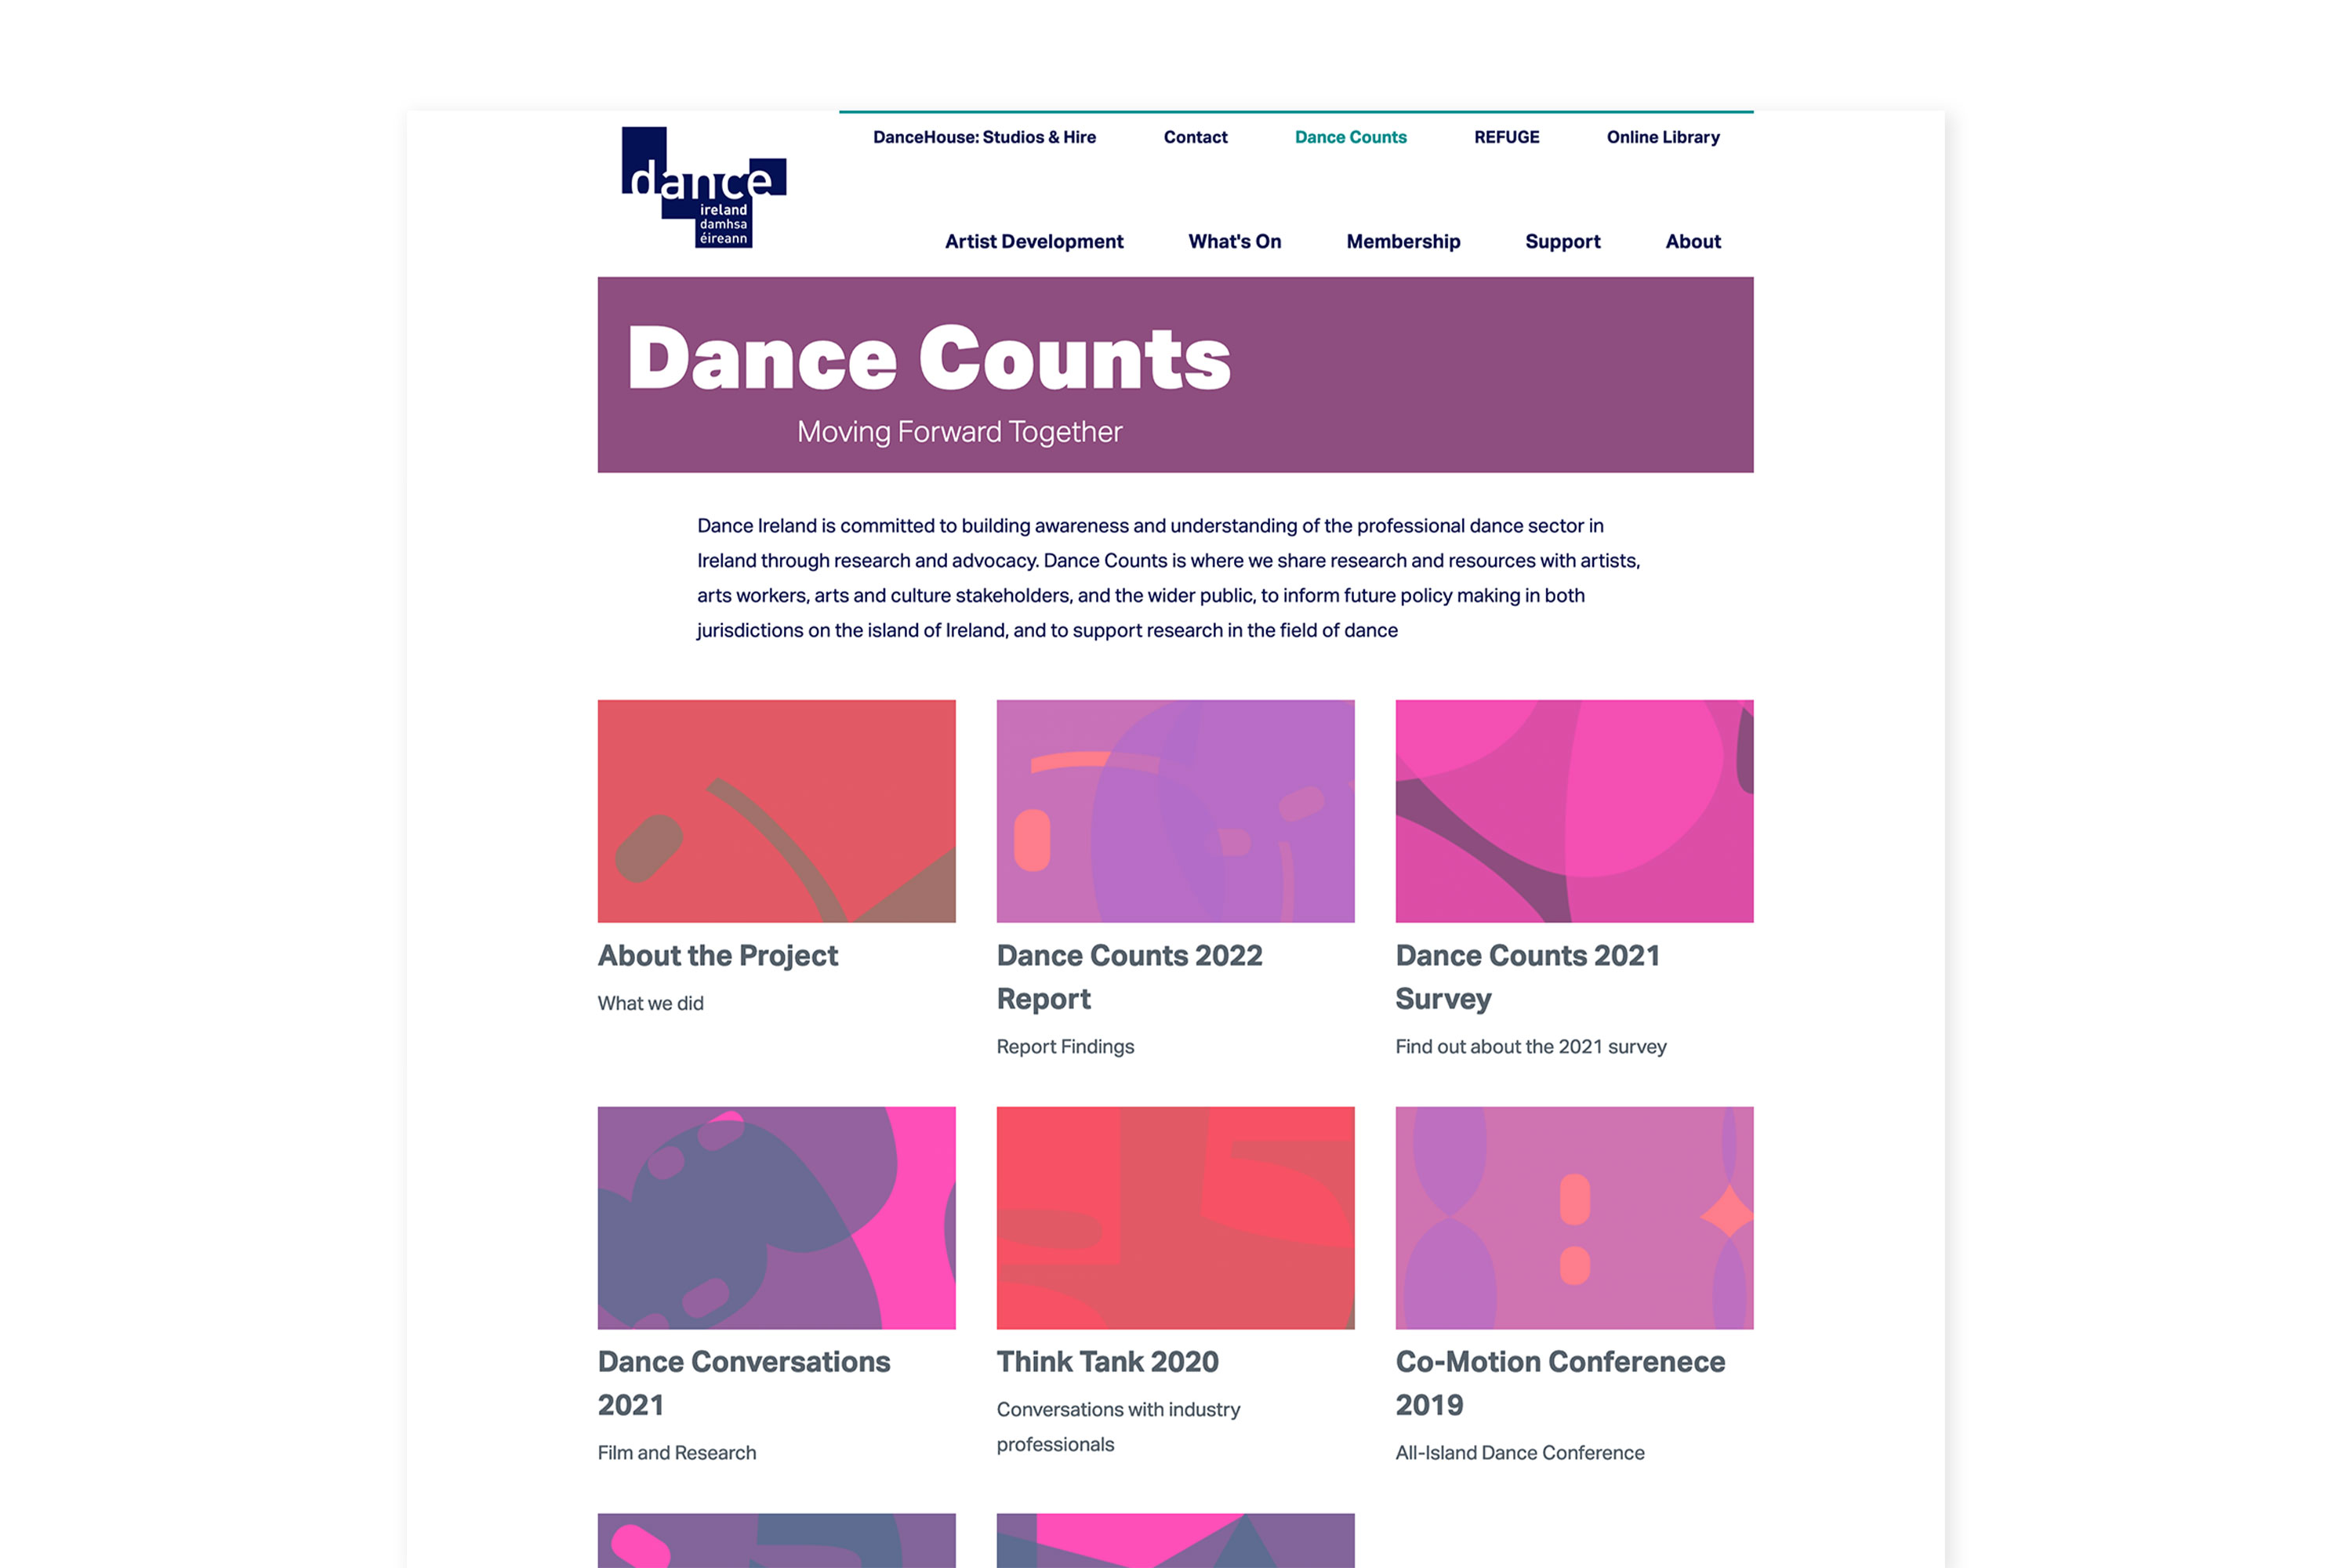 dance
ireland
damhsa
éireann
DanceHouse: Studios & Hire Contact Dance Counts REFUGE Online Library
Artist Development What's On Membership Support About
Dance Counts
Moving Forward Together
Dance Ireland is committed to building awareness and understanding of the professional dance sector in
Ireland through research and advocacy. Dance Counts is where we share research and resources with artists,
arts workers, arts and culture stakeholders, and the wider public, to inform future policy making in both
jurisdictions on the island of Ireland, and to support research in the field of dance
About the Project
What we did
Dance Counts 2022
Report
Report Findings
Dance Counts 2021
Survey
Find out about the 2021 survey
Dance Conversations
2021
Film and Research
Think Tank 2020
Conversations with industry
professionals
Co-Motion Conferenece
2019
All-Island Dance Conference